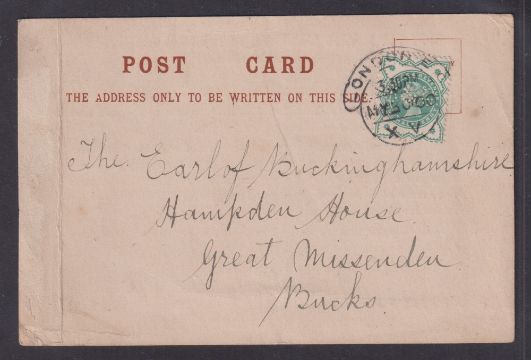 POST CARD
THE ADDRESS ONLY TO BE WRITTEN ON THIS SIDE.
The Earl of Buckinghamshire
Hampden House.
Great Missenden
Bucks.